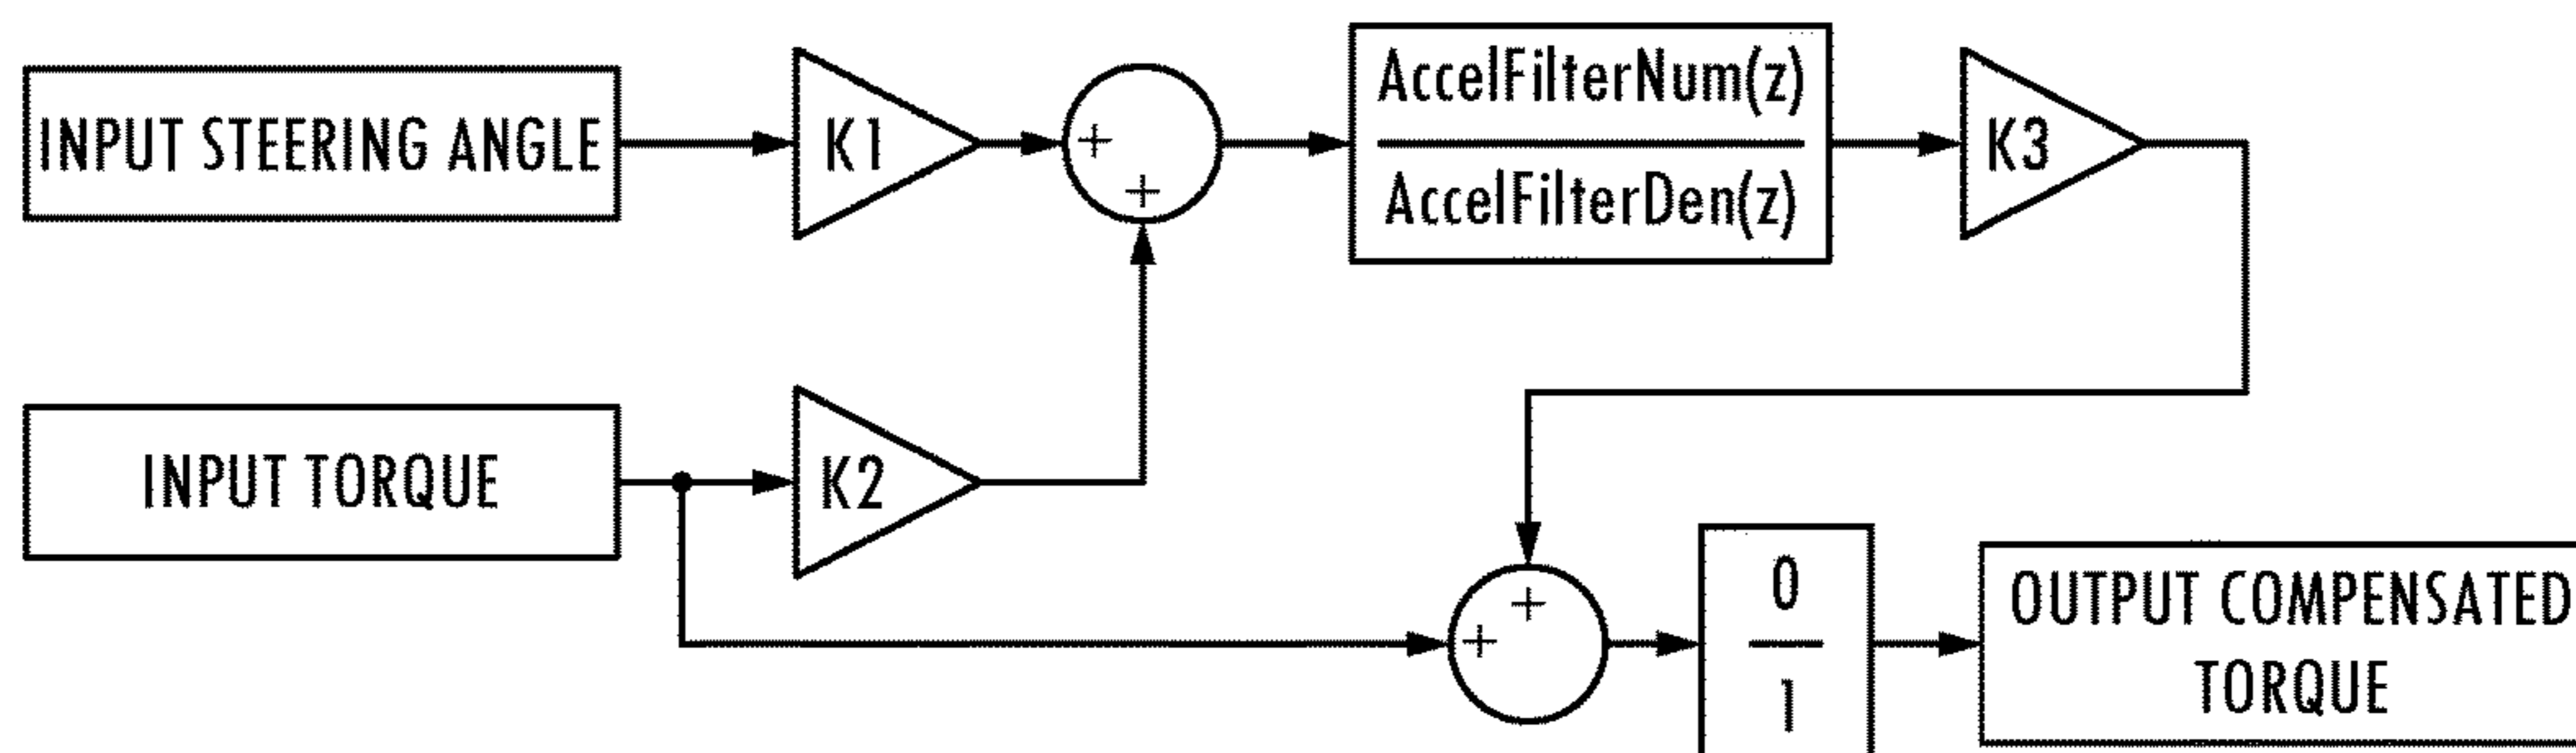 INPUT STEERING ANGLE
K1
+
+
AccelFilterNum(z)
AccelFilterDen(z)
K3
INPUT TORQUE
K2
+
+
0
1
OUTPUT COMPENSATED
TORQUE